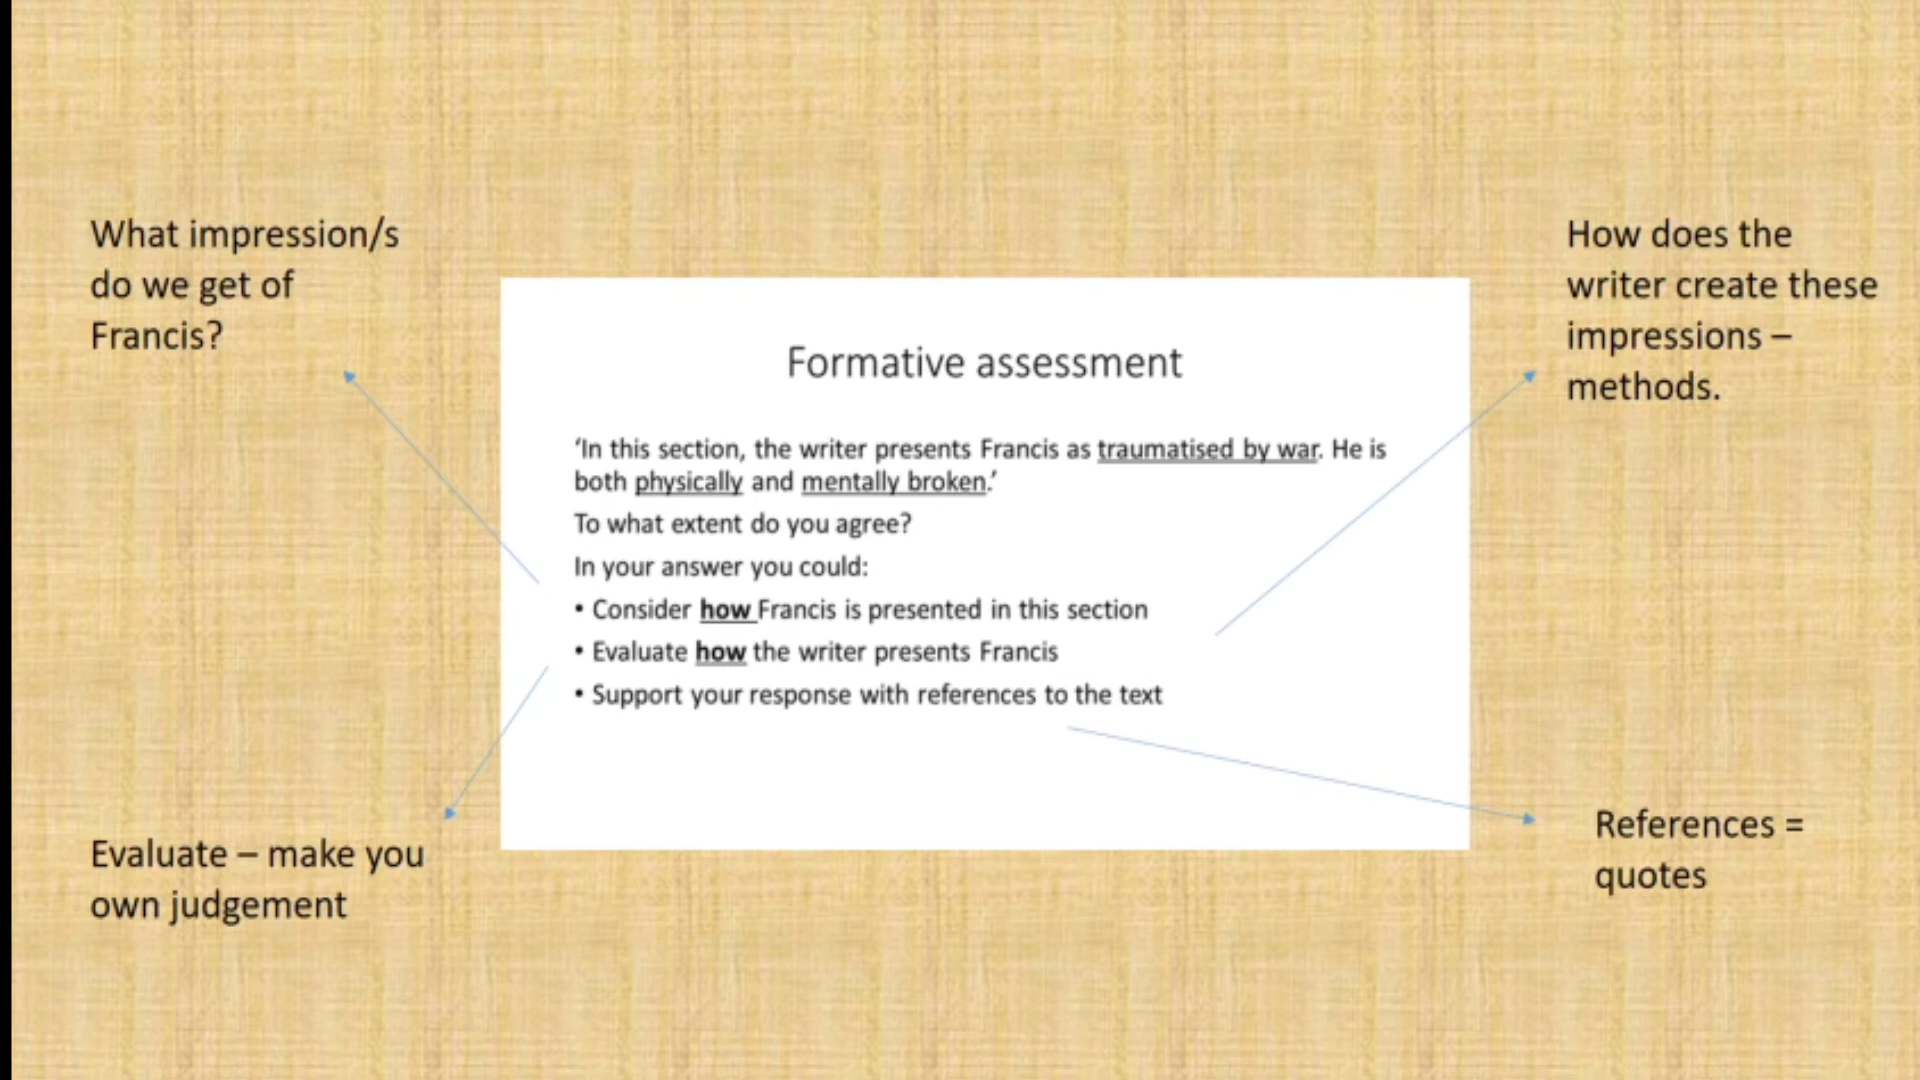 What impression/s
do we get of
Francis?
How does the
writer create these
impressions –
methods.
Formative assessment
‘In this section, the writer presents Francis as traumatised by war. He is
both physically and mentally broken.’
To what extent do you agree?
In your answer you could:
• Consider how Francis is presented in this section
• Evaluate how the writer presents Francis
• Support your response with references to the text
Evaluate – make you
own judgement
References =
quotes